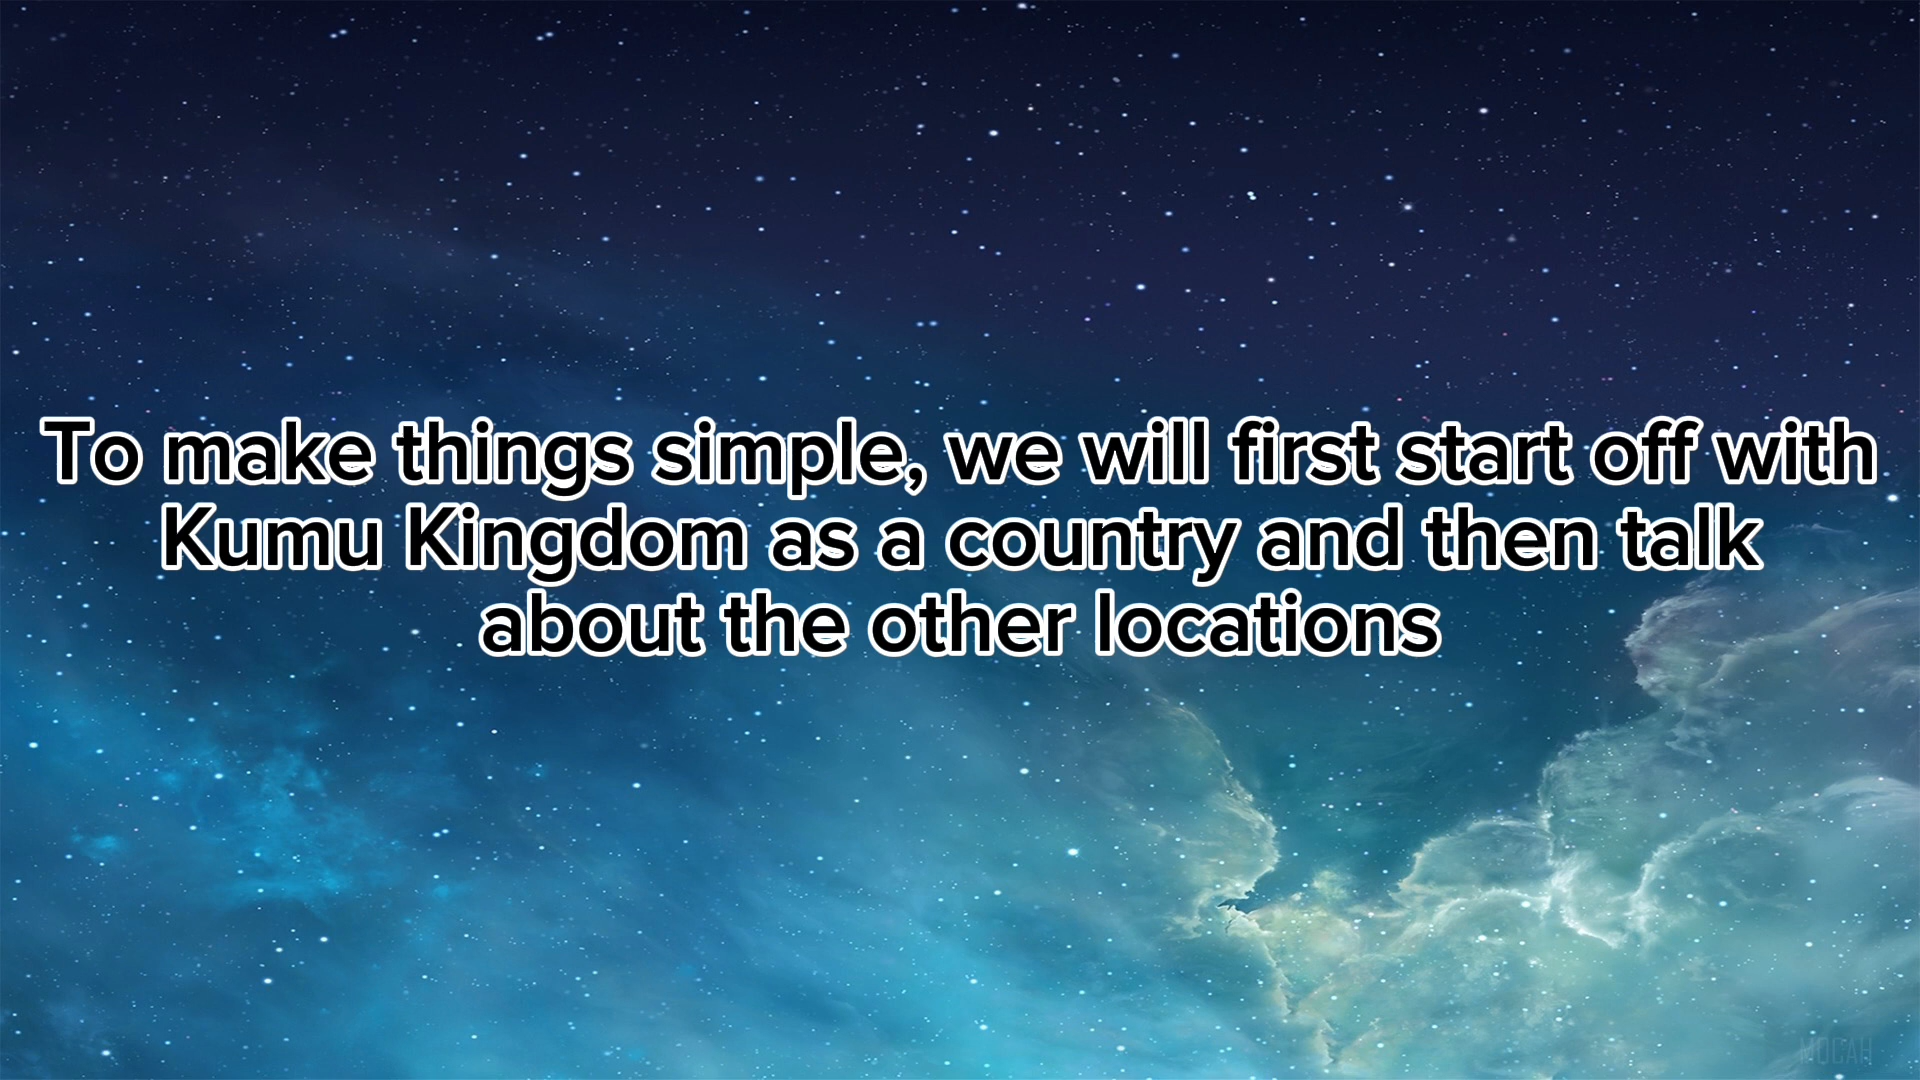 To make things simple, we will first start off with
Kumu Kingdom as a country and then talk
about the other locations
MOCAH